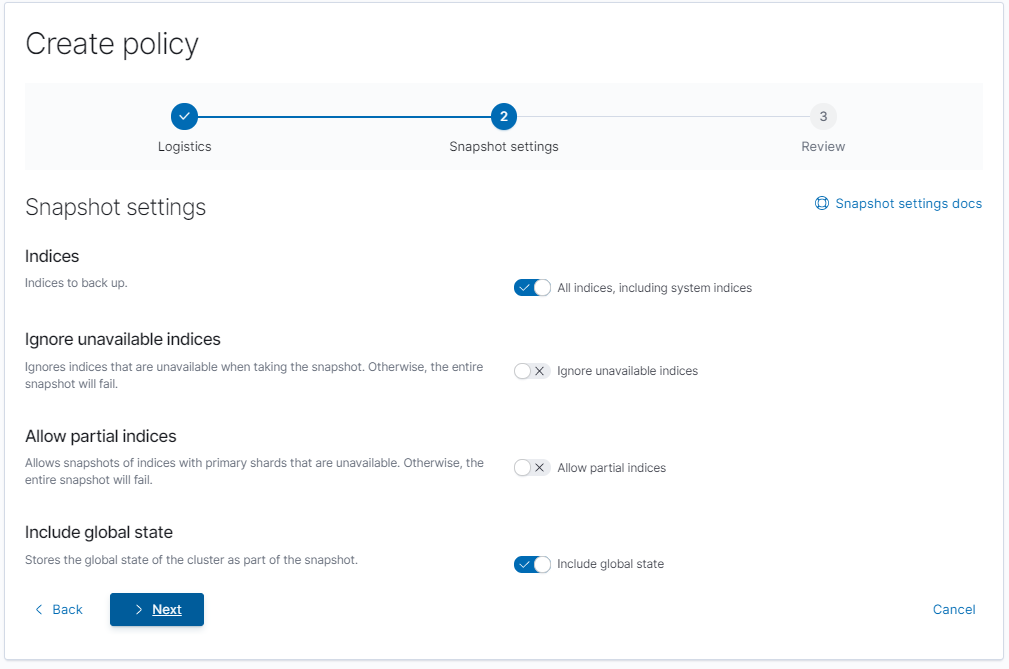 Create policy
2
3
Logistics
Snapshot settings
Review
Snapshot settings
Snapshot settings docs
Indices
Indices to back up.
All indices, including system indices
Ignore unavailable indices
Ignores indices that are unavailable when taking the snapshot. Otherwise, the entire
snapshot will fail.
Ignore unavailable indices
Allow partial indices
Allows snapshots of indices with primary shards that are unavailable. Otherwise, the
entire snapshot will fail.
Allow partial indices
Include global state
Stores the global state of the cluster as part of the snapshot.
Include global state
Back
Next
Cancel